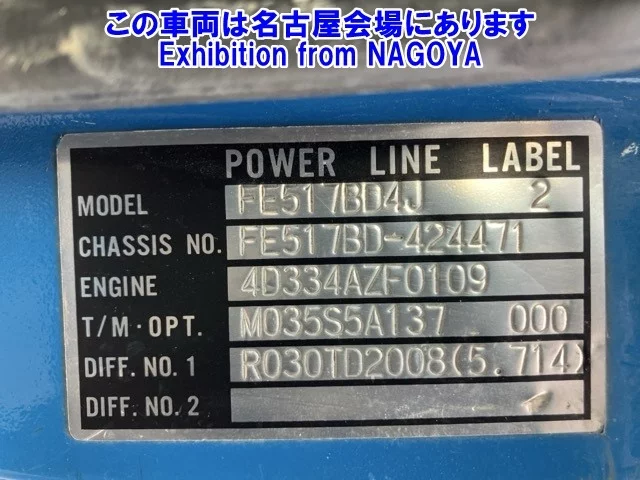 この車両は名古屋会場にあります
Exhibition from NAGOYA
POWER LINE LABEL
MODEL FE517BD4J 2
CHASSIS NO. FE517BD-424471
ENGINE 4D334AZF0109
T/M·OPT. M035S5A137 000
DIFF. NO. 1 R030TD2008(5.714)
DIFF. NO. 2